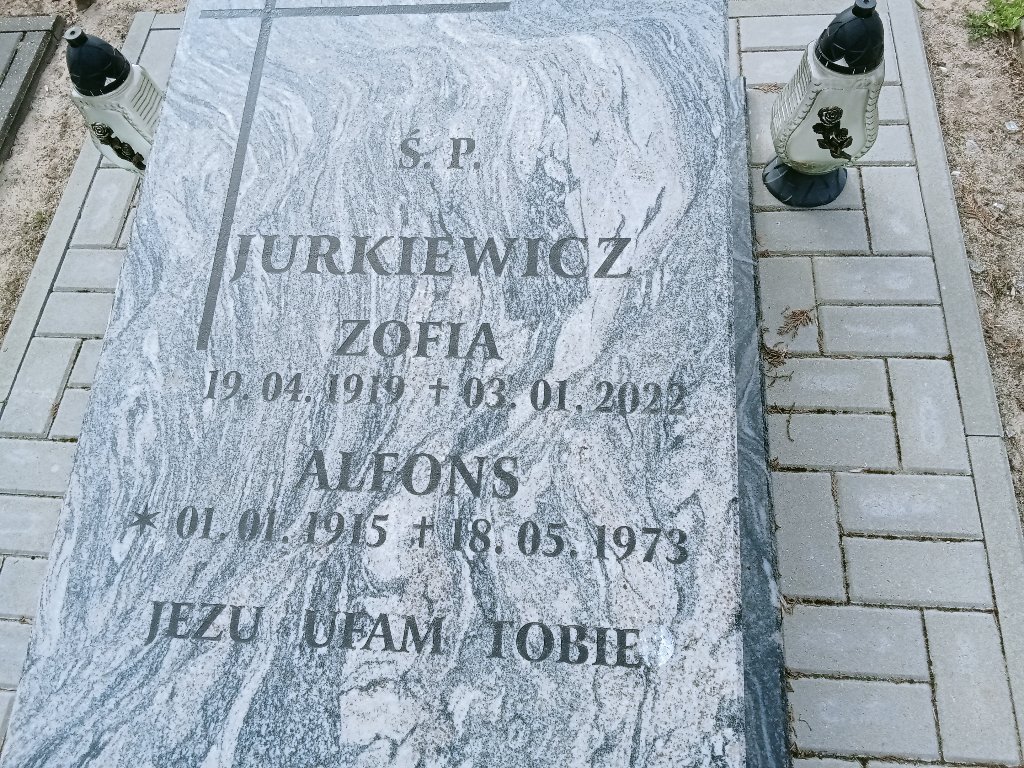 Ś. P.
JURKIEWICZ
ZOFIA
19. 04. 1919 † 03. 01. 2022
ALFONS
* 01. 01. 1915 † 18. 05. 1973
JEZU UFAM TOBIE